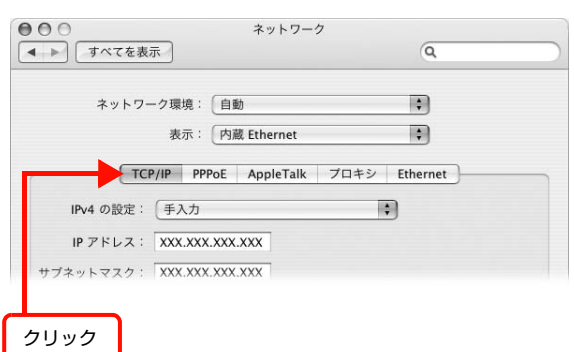 ネットワーク
すべてを表示
ネットワーク環境： 自動
表示： 内蔵 Ethernet
TCP/IP PPPoE AppleTalk プロキシ Ethernet
IPv4 の設定： 手入力
IP アドレス： XXX.XXX.XXX.XXX
サブネットマスク： XXX.XXX.XXX.XXX
クリック